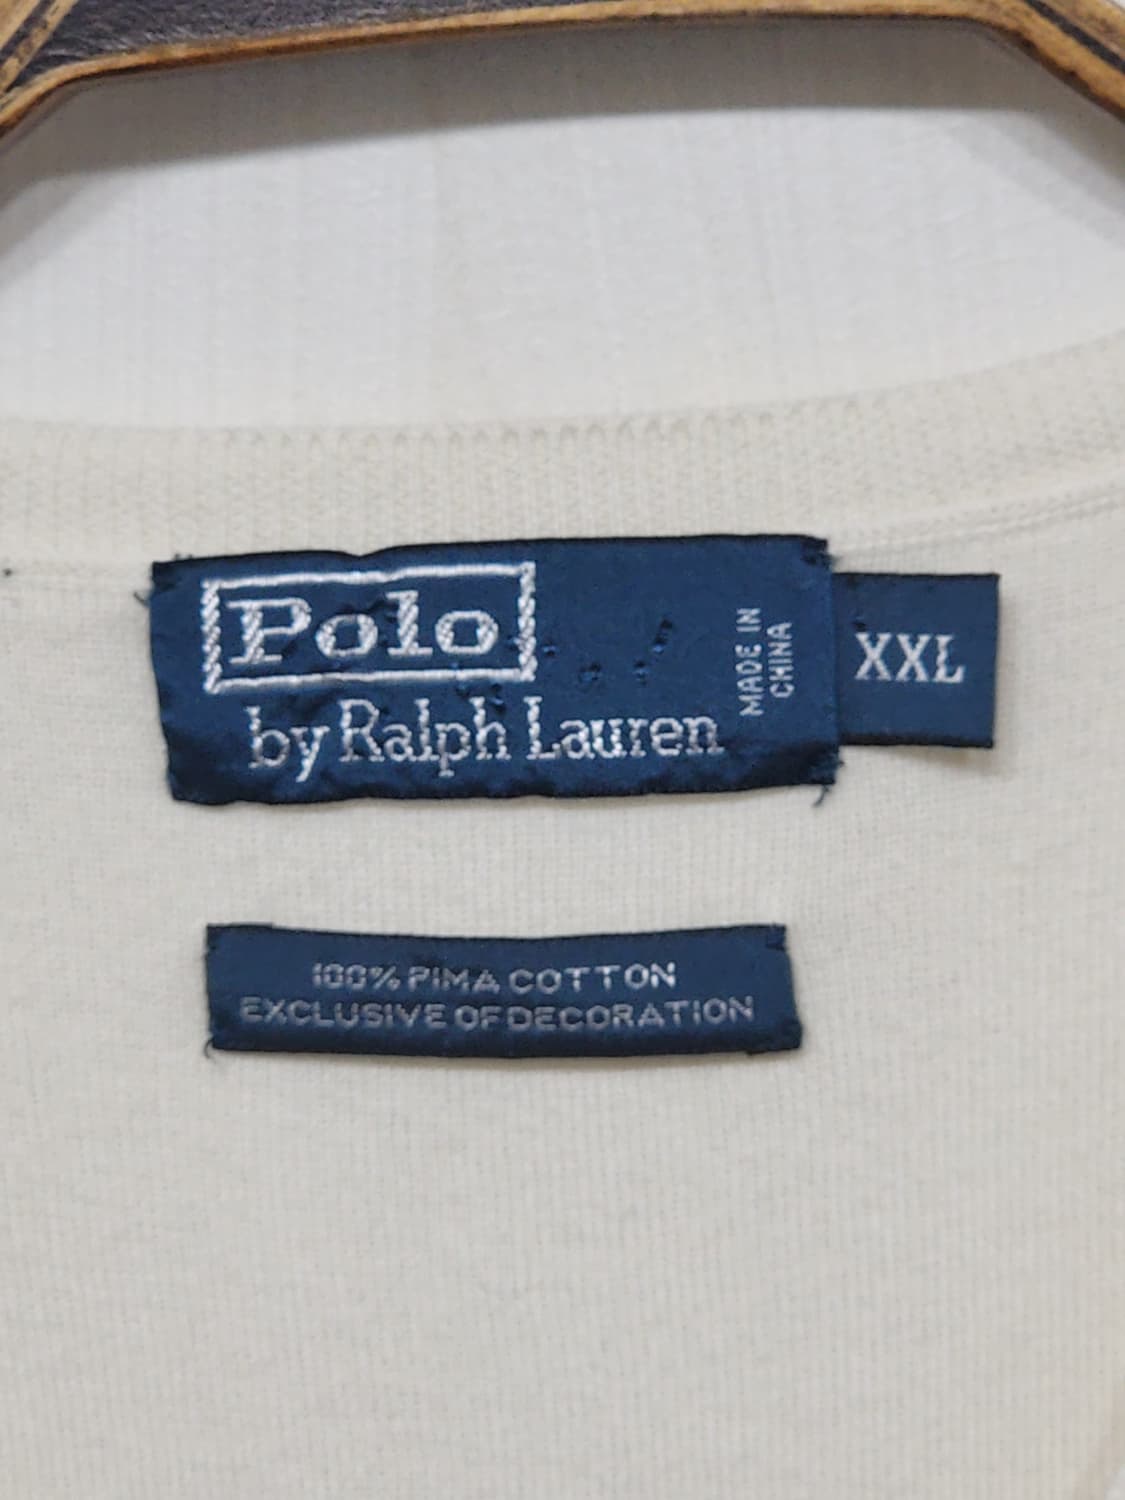 Polo
by Ralph Lauren
MADE IN
CHINA
XXL
100% PIMA COTTON
EXCLUSIVE OF DECORATION